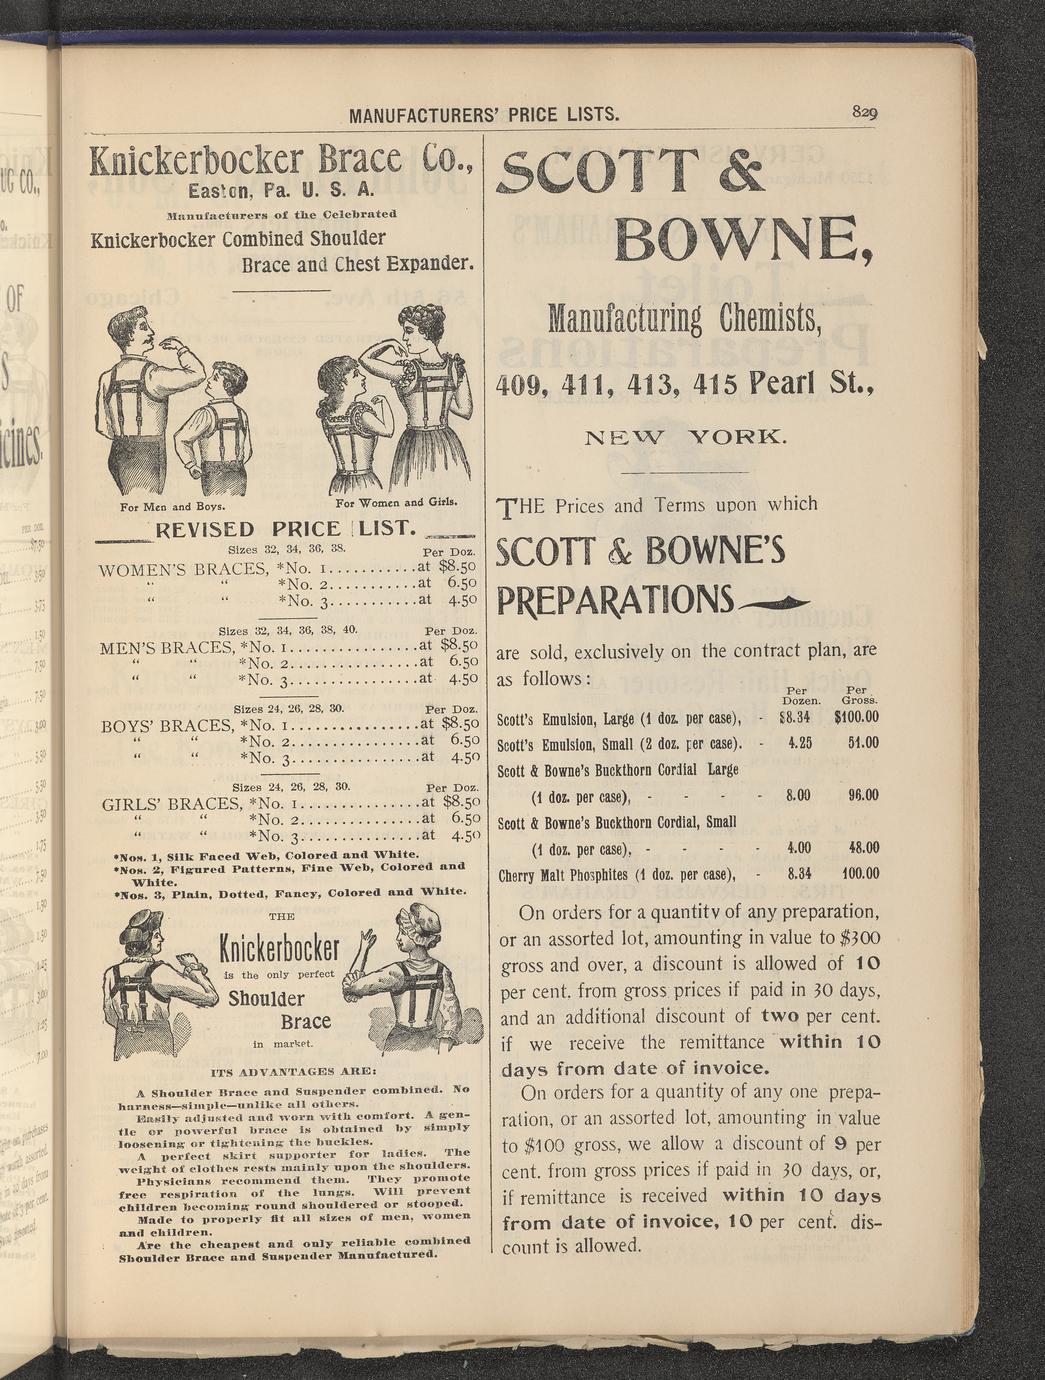 MANUFACTURERS' PRICE LISTS.
829
Knickerbocker Brace Co.,
Easton, Pa. U. S. A.
Manufacturers of the Celebrated
Knickerbocker Combined Shoulder
Brace and Chest Expander.
For Men and Boys.
For Women and Girls.
REVISED PRICE LIST.
Sizes 32, 34, 36, 38. Per Doz.
WOMEN'S BRACES, *No. 1...........at $8.50
“ “ *No. 2...........at 6.50
“ “ *No. 3...........at 4.50
Sizes 32, 34, 36, 38, 40. Per Doz.
MEN'S BRACES, *No. 1................at $8.50
“ “ *No. 2................at 6.50
“ “ *No. 3................at 4.50
Sizes 24, 26, 28, 30. Per Doz.
BOYS' BRACES, *No. 1................at $8.50
“ “ *No. 2................at 6.50
“ “ *No. 3................at 4.50
Sizes 24, 26, 28, 30. Per Doz.
GIRLS' BRACES, *No. 1...............at $8.50
“ “ *No. 2...............at 6.50
“ “ *No. 3...............at 4.50
*Nos. 1, Silk Faced Web, Colored and White.
*Nos. 2, Figured Patterns, Fine Web, Colored and
White.
*Nos. 3, Plain, Dotted, Fancy, Colored and White.
THE
Knickerbocker
is the only perfect
Shoulder
Brace
in market.
ITS ADVANTAGES ARE:
A Shoulder Brace and Suspender combined. No
harness—simple—unlike all others.
Easily adjusted and worn with comfort. A gen-
tle or powerful brace is obtained by simply
loosening or tightening the buckles.
A perfect skirt supporter for ladies. The
weight of clothes rests mainly upon the shoulders.
Physicians recommend them. They promote
free respiration of the lungs. Will prevent
children becoming round shouldered or stooped.
Made to properly fit all sizes of men, women
and children.
Are the cheapest and only reliable combined
Shoulder Brace and Suspender Manufactured.
SCOTT &
BOWNE,
Manufacturing Chemists,
409, 411, 413, 415 Pearl St.,
NEW YORK.
THE Prices and Terms upon which
SCOTT & BOWNE'S
PREPARATIONS
are sold, exclusively on the contract plan, are
as follows:
Per Dozen. Per Gross.
Scott's Emulsion, Large (1 doz. per case), - $8.34 $100.00
Scott's Emulsion, Small (2 doz. per case). - 4.25 51.00
Scott & Bowne's Buckthorn Cordial Large
(1 doz. per case), - - - - 8.00 96.00
Scott & Bowne's Buckthorn Cordial, Small
(1 doz. per case), - - - - 4.00 48.00
Cherry Malt Phosphites (1 doz. per case), - 8.34 100.00
On orders for a quantity of any preparation,
or an assorted lot, amounting in value to $300
gross and over, a discount is allowed of 10
per cent. from gross prices if paid in 30 days,
and an additional discount of two per cent.
if we receive the remittance within 10
days from date of invoice.
On orders for a quantity of any one prepa-
ration, or an assorted lot, amounting in value
to $100 gross, we allow a discount of 9 per
cent. from gross prices if paid in 30 days, or,
if remittance is received within 10 days
from date of invoice, 10 per cent. dis-
count is allowed.